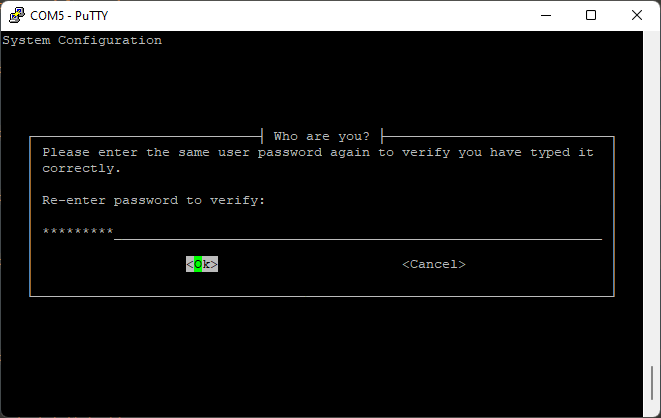 COM5 - PuTTY
System Configuration
Who are you?
Please enter the same user password again to verify you have typed it
correctly.
Re-enter password to verify:
*********
<Ok> <Cancel>